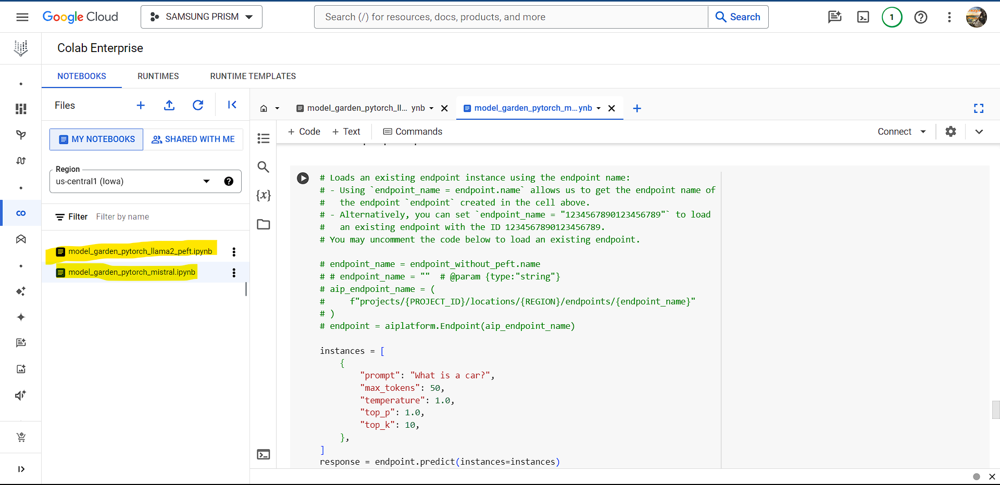 Google Cloud
SAMSUNG PRISM
Search (/) for resources, docs, products, and more
Search
1
Colab Enterprise
NOTEBOOKS
RUNTIMES
RUNTIME TEMPLATES
Files
model_garden_pytorch_ll... ynb
model_garden_pytorch_m...ynb
MY NOTEBOOKS
SHARED WITH ME
+ Code
+ Text
Commands
Connect
Region
us-central1 (Iowa)
Filter
Filter by name
model_garden_pytorch_llama2_peft.ipynb
model_garden_pytorch_mistral.ipynb
{x}
# Loads an existing endpoint instance using the endpoint name:
# - Using `endpoint_name = endpoint.name` allows us to get the endpoint name of
#   the endpoint `endpoint` created in the cell above.
# - Alternatively, you can set `endpoint_name = "1234567890123456789"` to load
#   an existing endpoint with the ID 1234567890123456789.
# You may uncomment the code below to load an existing endpoint.
# endpoint_name = endpoint_without_peft.name
# # endpoint_name = ""  # @param {type:"string"}
# aip_endpoint_name = (
#     f"projects/{PROJECT_ID}/locations/{REGION}/endpoints/{endpoint_name}"
# )
# endpoint = aiplatform.Endpoint(aip_endpoint_name)
instances = [
    {
        "prompt": "What is a car?",
        "max_tokens": 50,
        "temperature": 1.0,
        "top_p": 1.0,
        "top_k": 10,
    },
]
response = endpoint.predict(instances=instances)